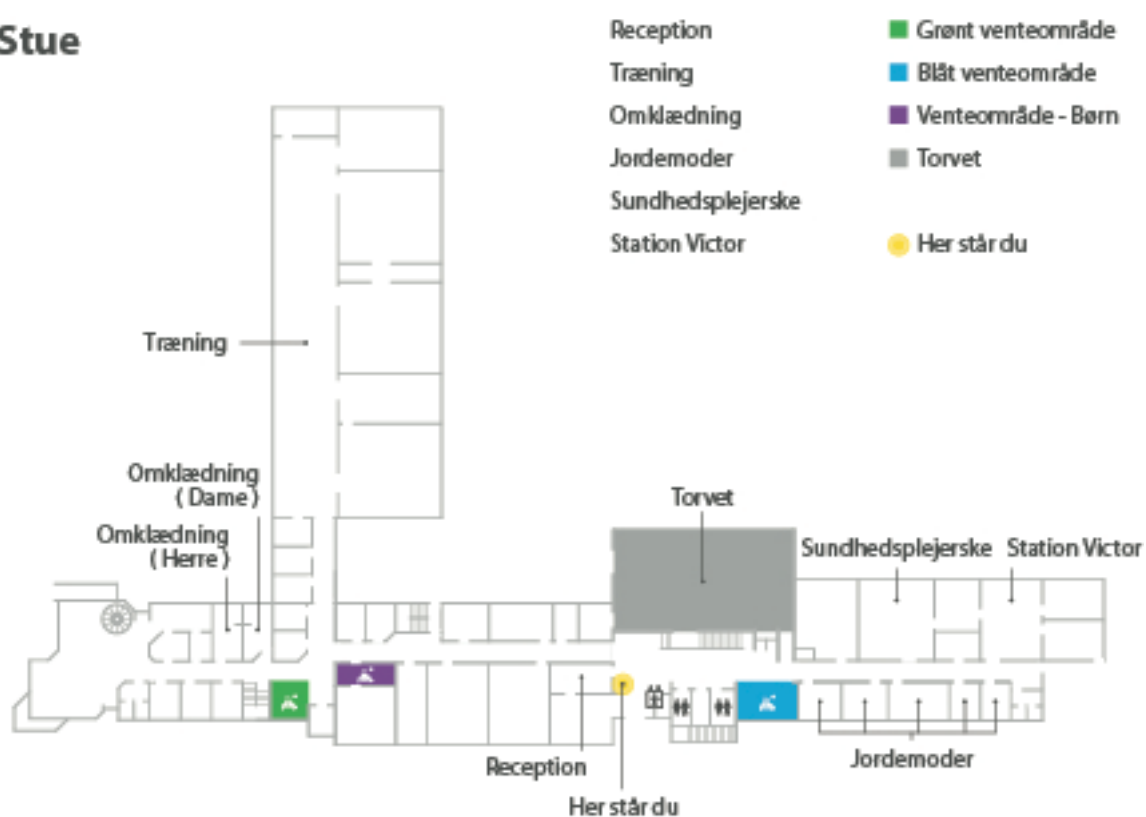 Stue
Reception
Træning
Omklædning
Jordemoder
Sundhedsplejerske
Station Victor
Grønt venteområde
Blåt venteområde
Venteområde - Børn
Torvet
Her står du
Træning
Omklædning
( Dame )
Omklædning
( Herre )
Torvet
Sundhedsplejerske
Station Victor
Reception
Her står du
Jordemoder